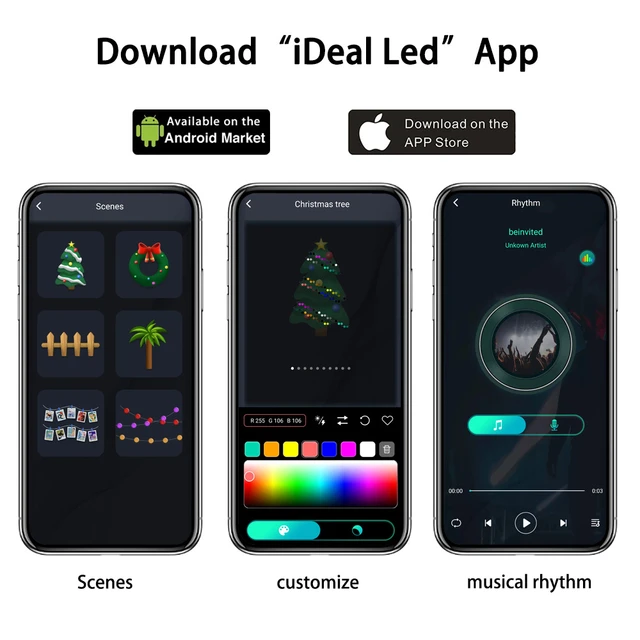 Download “iDeal Led” App
Available on the
Android Market
Download on the
APP Store
Scenes
Christmas tree
R 255 G 106 B 106
Rhythm
beinvited
Unkown Artist
00:00
0:03
Scenes
customize
musical rhythm